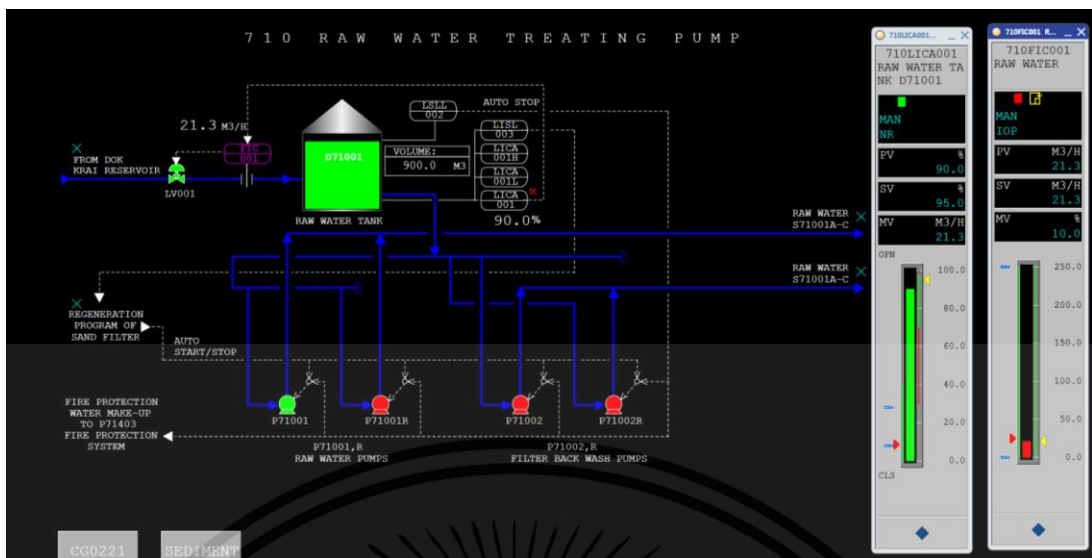 710 RAW WATER TREATING PUMP
21.3 M3/H
FIC
001
FROM DOK
KRAI RESERVOIR
LV001
D71001
RAW WATER TANK
VOLUME:
900.0 M3
LSLL
002
AUTO STOP
LISL
003
LICA
001H
LICA
001L
LICA
001
M
90.0%
RAW WATER
S71001A-C
RAW WATER
S71001A-C
REGENERATION
PROGRAM OF
SAND FILTER
AUTO
START/STOP
FIRE PROTECTION
WATER MAKE-UP
TO P71403
FIRE PROTECTION
SYSTEM
P71001
P71001R
P71002
P71002R
P71001,R
RAW WATER PUMPS
P71002,R
FILTER BACK WASH PUMPS
CG0221
SEDIMENT
710LICA001...
710LICA001
RAW WATER TA
NK D71001
MAN
NR
PV %
90.0
SV %
95.0
MV M3/H
21.3
OPN
100.0
80.0
60.0
40.0
20.0
0.0
CLS
710FIC001 R...
710FIC001
RAW WATER
MAN
IOP
PV M3/H
21.3
SV M3/H
21.3
MV %
10.0
250.0
200.0
150.0
100.0
50.0
0.0